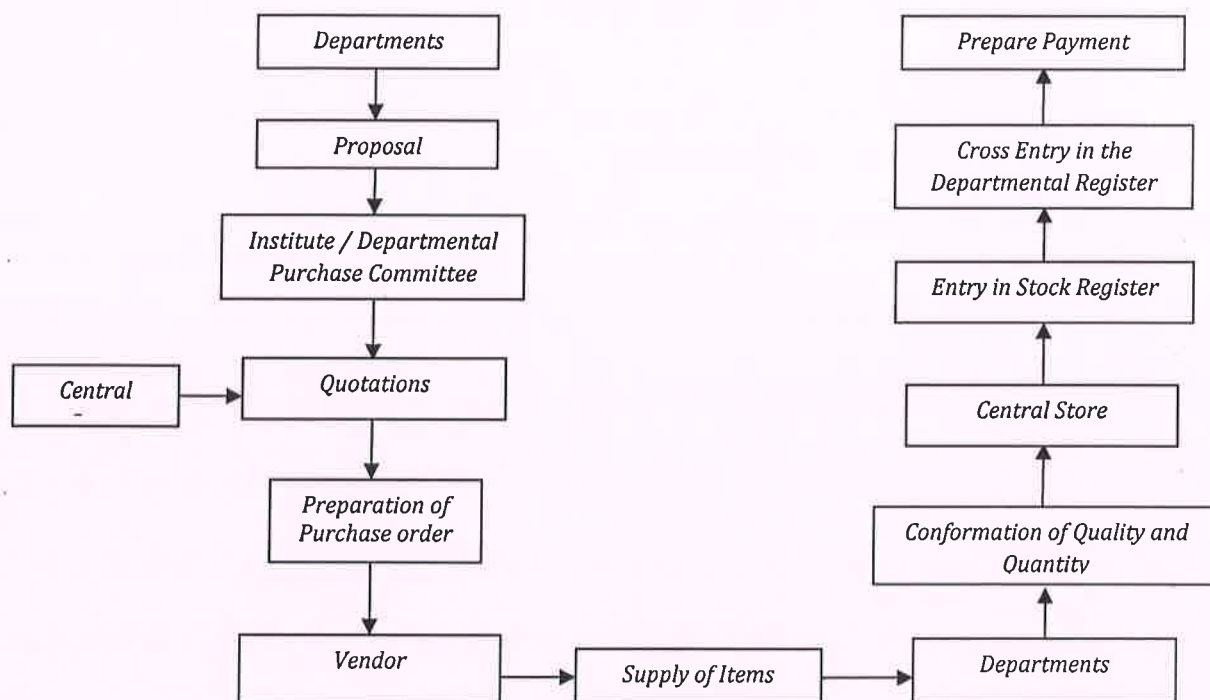 Departments
Proposal
Institute / Departmental
Purchase Committee
Central
Quotations
Preparation of
Purchase order
Vendor
Supply of Items
Departments
Conformation of Quality and
Quantity
Central Store
Entry in Stock Register
Cross Entry in the
Departmental Register
Prepare Payment